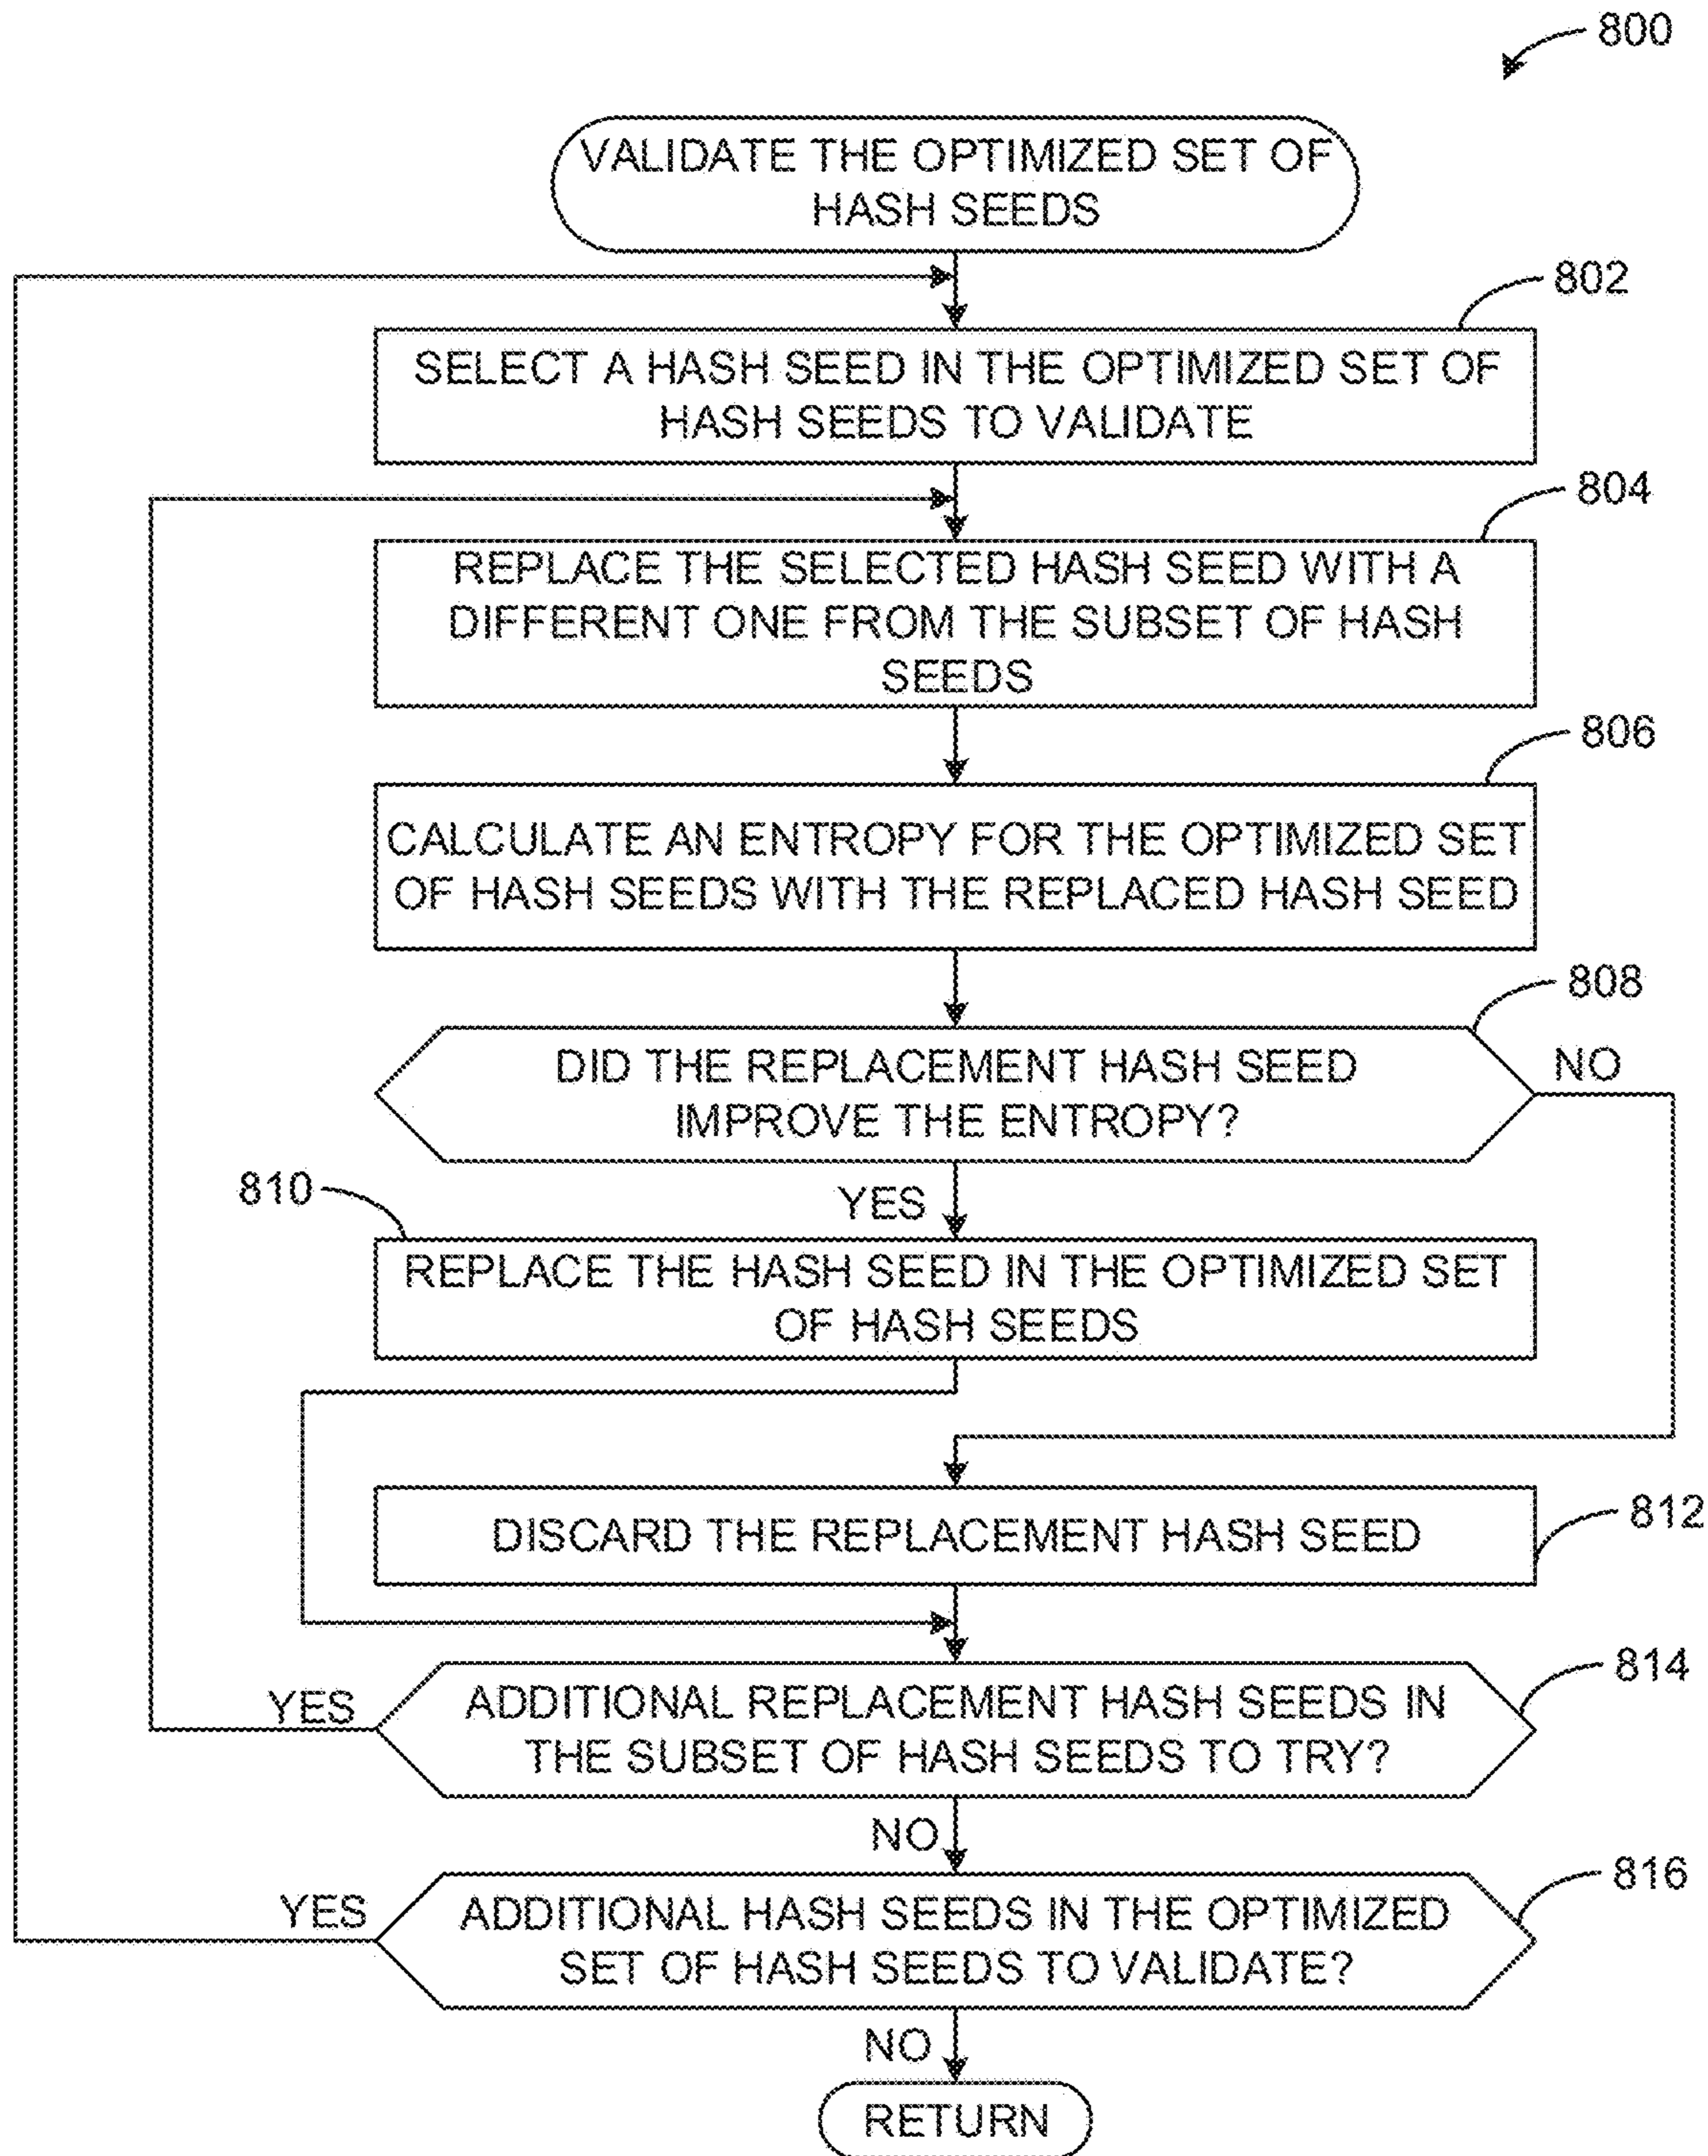 800
VALIDATE THE OPTIMIZED SET OF
HASH SEEDS
802
SELECT A HASH SEED IN THE OPTIMIZED SET OF
HASH SEEDS TO VALIDATE
804
REPLACE THE SELECTED HASH SEED WITH A
DIFFERENT ONE FROM THE SUBSET OF HASH
SEEDS
806
CALCULATE AN ENTROPY FOR THE OPTIMIZED SET
OF HASH SEEDS WITH THE REPLACED HASH SEED
808
DID THE REPLACEMENT HASH SEED
IMPROVE THE ENTROPY?
NO
810
YES
REPLACE THE HASH SEED IN THE OPTIMIZED SET
OF HASH SEEDS
812
DISCARD THE REPLACEMENT HASH SEED
814
YES
ADDITIONAL REPLACEMENT HASH SEEDS IN
THE SUBSET OF HASH SEEDS TO TRY?
NO
816
YES
ADDITIONAL HASH SEEDS IN THE OPTIMIZED
SET OF HASH SEEDS TO VALIDATE?
NO
RETURN